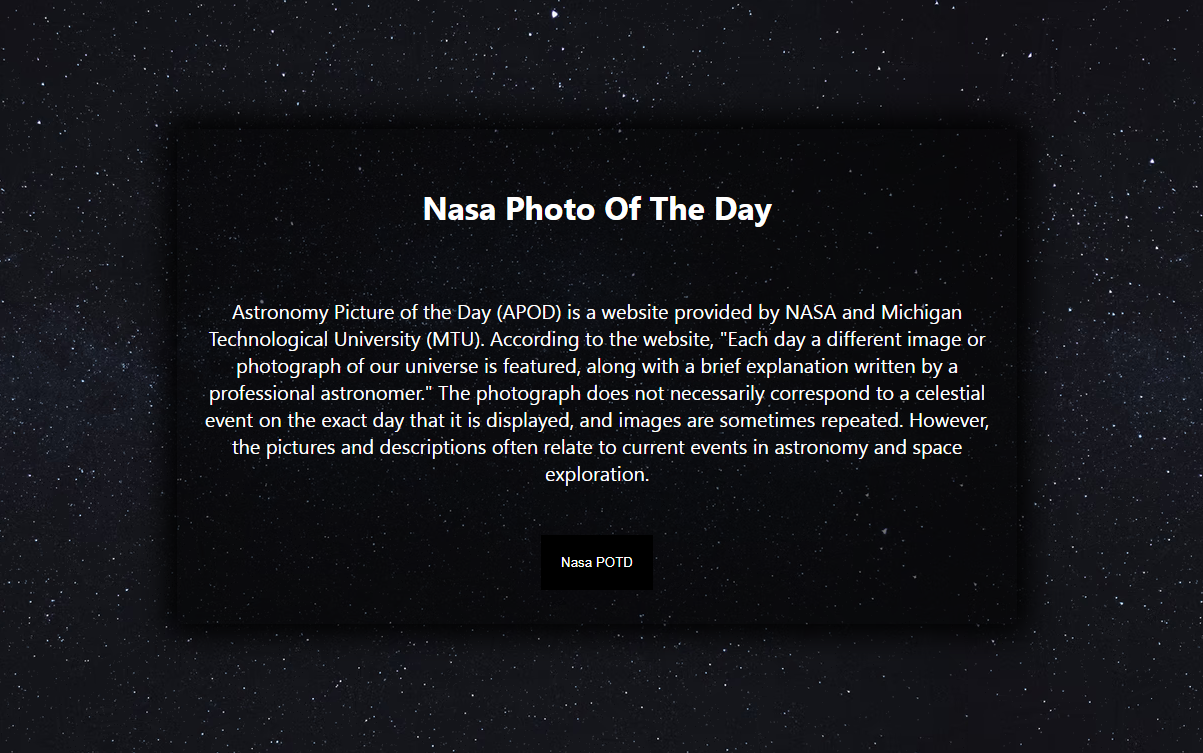 Nasa Photo Of The Day
Astronomy Picture of the Day (APOD) is a website provided by NASA and Michigan
Technological University (MTU). According to the website, "Each day a different image or
photograph of our universe is featured, along with a brief explanation written by a
professional astronomer." The photograph does not necessarily correspond to a celestial
event on the exact day that it is displayed, and images are sometimes repeated. However,
the pictures and descriptions often relate to current events in astronomy and space
exploration.
Nasa POTD